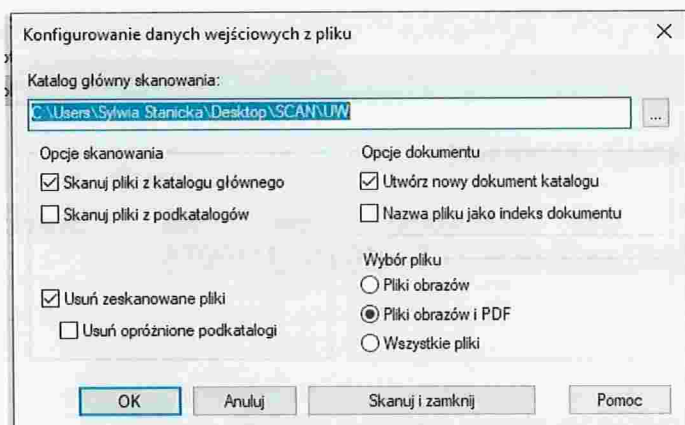 Konfigurowanie danych wejściowych z pliku
Katalog główny skanowania:
C:\Users\Sylwia Stanicka\Desktop\SCAN\UW
...
Opcje skanowania
Skanuj pliki z katalogu głównego
Skanuj pliki z podkatalogów
Usuń zeskanowane pliki
Usuń opróżnione podkatalogi
Opcje dokumentu
Utwórz nowy dokument katalogu
Nazwa pliku jako indeks dokumentu
Wybór pliku
Pliki obrazów
Pliki obrazów i PDF
Wszystkie pliki
OK
Anuluj
Skanuj i zamknij
Pomoc